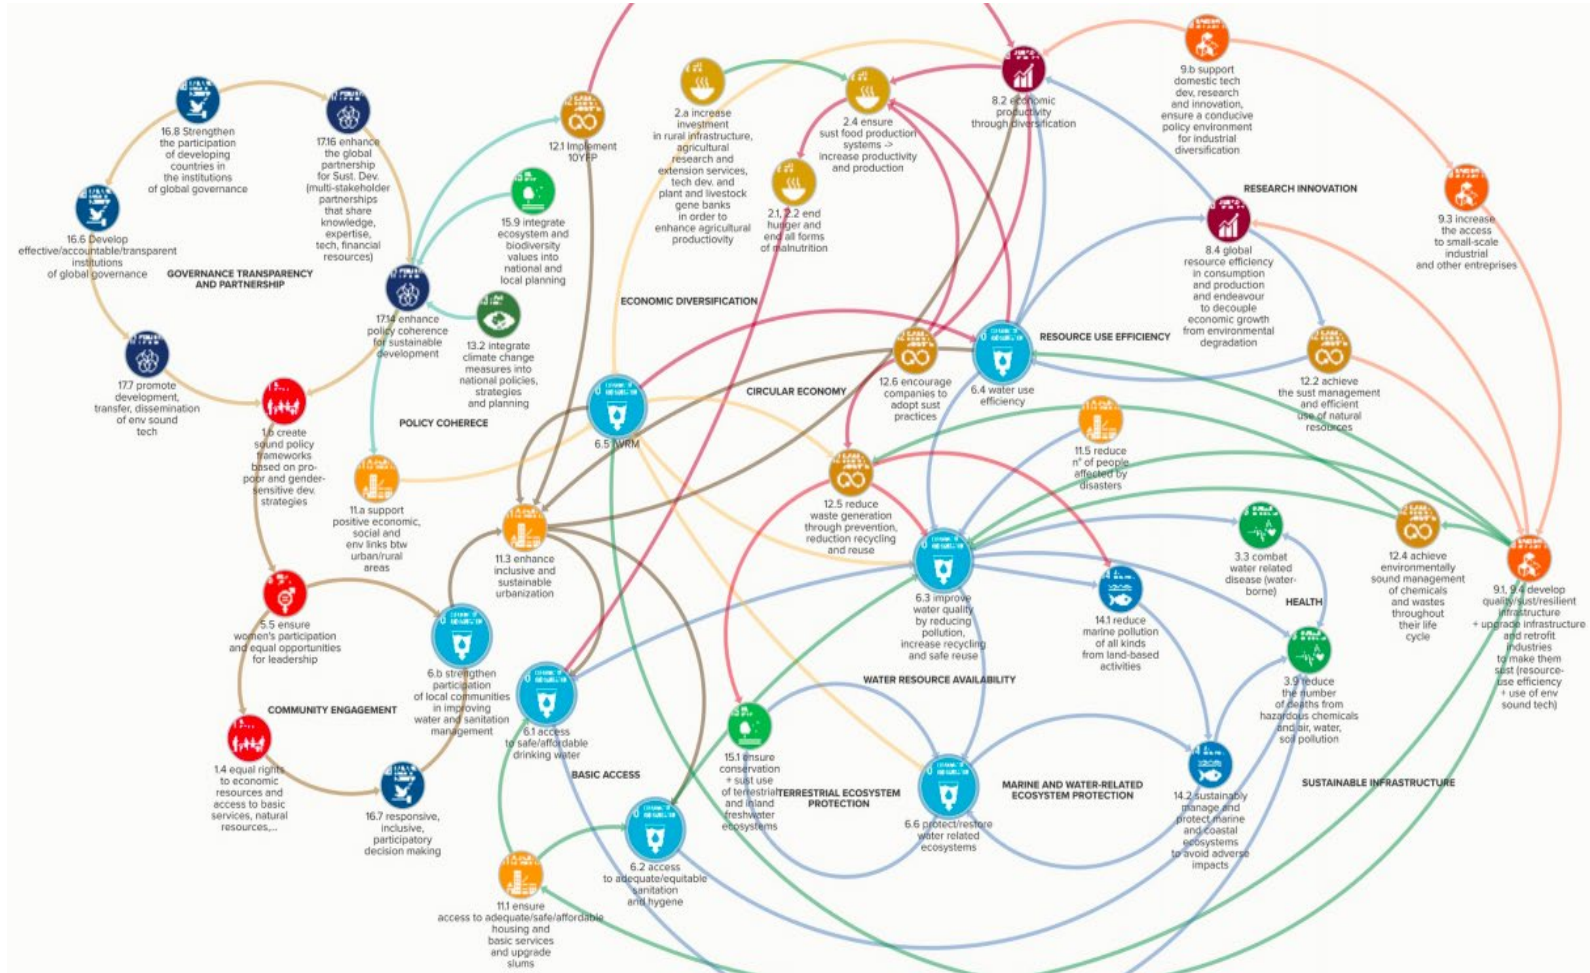 16.8 Strengthen
the participation
of developing
countries in
the institutions
of global governance
17.16 enhance
the global
partnership
for Sust. Dev.
(multi-stakeholder
partnerships
that share
knowledge,
expertise,
tech, financial
resources)
12.1 Implement
10YFP
2.a increase
investment
in rural infrastructure,
agricultural
research and
extension services,
tech dev. and
plant and livestock
gene banks
in order to
enhance agricultural
productivity
2.4 ensure
sust food production
systems ->
increase productivity
and production
8.2 economic
productivity
through diversification
9.b support
domestic tech
dev, research
and innovation,
ensure a conducive
policy environment
for industrial
diversification
16.6 Develop
effective/accountable/transparent
institutions
of global governance
GOVERNANCE TRANSPARENCY
AND PARTNERSHIP
15.9 integrate
ecosystem and
biodiversity
values into
national and
local planning
2.1, 2.2 end
hunger and
end all forms
of malnutrition
RESEARCH INNOVATION
9.3 increase
the access
to small-scale
industrial
and other entreprises
8.4 global
resource efficiency
in consumption
and production
and endeavour
to decouple
economic growth
from environmental
degradation
17.14 enhance
policy coherence
for sustainable
development
13.2 integrate
climate change
measures into
national policies,
strategies
and planning
ECONOMIC DIVERSIFICATION
RESOURCE USE EFFICIENCY
17.7 promote
development,
transfer, dissemination
of env sound
tech
CIRCULAR ECONOMY
12.6 encourage
companies to
adopt sust
practices
6.4 water use
efficiency
12.2 achieve
the sust management
and efficient
use of natural
resources
1.b create
sound policy
frameworks
based on pro-
poor and gender-
sensitive dev.
strategies
POLICY COHERECE
6.5 IWRM
11.5 reduce
n° of people
affected by
disasters
11.a support
positive economic,
social and
env links btw
urban/rural
areas
12.5 reduce
waste generation
through prevention,
reduction recycling
and reuse
11.3 enhance
inclusive and
sustainable
urbanization
3.3 combat
water related
disease (water-
borne)
12.4 achieve
environmentally
sound management
of chemicals
and wastes
throughout
their life
cycle
9.1, 9.4 develop
quality/sust/resilient
infrastructure
+ upgrade infrastructure
and retrofit
industries
to make them
sust (resource-
use efficiency
+ use of env
sound tech)
HEALTH
5.5 ensure
women's participation
and equal opportunities
for leadership
6.3 improve
water quality
by reducing
pollution,
increase recycling
and safe reuse
14.1 reduce
marine pollution
of all kinds
from land-based
activities
6.b strengthen
participation
of local communities
in improving
water and sanitation
management
WATER RESOURCE AVAILABILITY
3.9 reduce
the number
of deaths from
hazardous chemicals
and air, water,
soil pollution
COMMUNITY ENGAGEMENT
6.1 access
to safe/affordable
drinking water
1.4 equal rights
to economic
resources and
access to basic
services, natural
resources,...
BASIC ACCESS
15.1 ensure
conservation
+ sust use
of terrestrial
and inland
freshwater
ecosystems
TERRESTRIAL ECOSYSTEM
PROTECTION
MARINE AND WATER-RELATED
ECOSYSTEM PROTECTION
SUSTAINABLE INFRASTRUCTURE
16.7 responsive,
inclusive,
participatory
decision making
6.6 protect/restore
water related
ecosystems
14.2 sustainably
manage and
protect marine
and coastal
ecosystems
to avoid adverse
impacts
6.2 access
to adequate/equitable
sanitation
and hygene
11.1 ensure
access to adequate/safe/affordable
housing and
basic services
and upgrade
slums